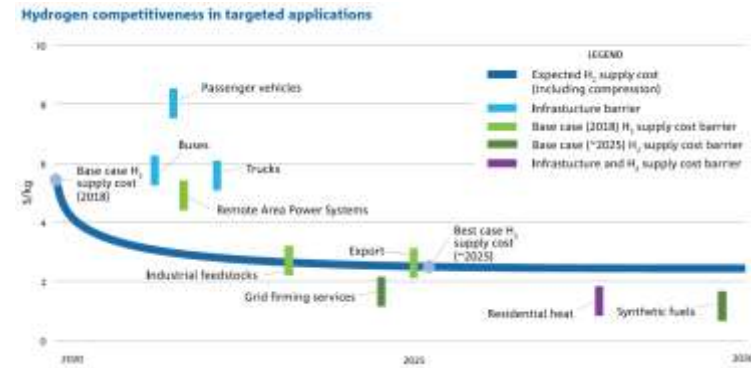 Hydrogen competitiveness in targeted applications
10
LEGEND
Expected H₂ supply cost
(including compression)
Passenger vehicles
8
Infrastucture barrier
Base case (2018) H₂ supply cost barrier
Buses
Base case (~2025) H₂ supply cost barrier
6
Base case H₂
supply cost
(2018)
Trucks
Infrastucture and H₂ supply cost barrier
$/kg
Remote Area Power Systems
4
Best case H₂
supply cost
(~2025)
Export
Industrial feedstocks
2
Grid firming services
Residential heat
Synthetic fuels
0
2020
2025
2030